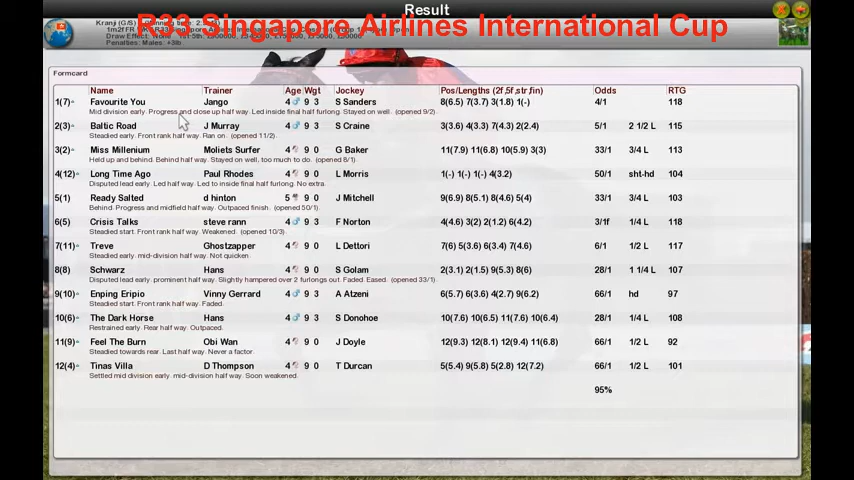 Result
R33 Singapore Airlines International Cup
Penalties: Males: +3lb
Formcard
Name Trainer Age Wgt Jockey Pos/Lengths (2f,5f,str,fin) Odds RTG
1(7) Favourite You Jango 4 9 3 S Sanders 8(6.5) 7(3.7) 3(1.8) 1(-) 4/1 118
Mid division early. Progress and close up half way. Led inside final half furlong. Stayed on well. (opened 9/2)
2(3) Baltic Road J Murray 4 9 3 S Craine 3(3.6) 4(3.3) 7(4.3) 2(2.4) 5/1 2 1/2 L 115
Steadied early. Front rank half way. Ran on. (opened 11/2)
3(2) Miss Millenium Moliets Surfer 4 9 0 G Baker 11(7.9) 11(6.8) 10(5.9) 3(3) 33/1 3/4 L 113
Held up and behind. Behind half way. Stayed on well, too much to do. (opened 8/1)
4(12) Long Time Ago Paul Rhodes 4 9 0 L Morris 1(-) 1(-) 1(-) 4(3.2) 50/1 sht-hd 104
Disputed lead early. Led half way. Led to inside final half furlong. No extra.
5(1) Ready Salted d hinton 5 9 0 J Mitchell 9(6.9) 8(5.1) 8(4.6) 5(4) 33/1 3/4 L 103
Behind. Progress and midfield half way. Outpaced finish. (opened 50/1)
6(5) Crisis Talks steve rann 4 9 3 F Norton 4(4.6) 3(2) 2(1.2) 6(4.2) 3/1f 1/4 L 118
Steadied start. Front rank half way. Weakened. (opened 10/3)
7(11) Treve Ghostzapper 4 9 0 L Dettori 7(6) 5(3.6) 6(3.4) 7(4.6) 6/1 1/2 L 117
Steadied early. mid-division half way. Not quicken.
8(8) Schwarz Hans 4 9 0 S Golam 2(3.1) 2(1.5) 9(5.3) 8(6) 28/1 1 1/4 L 107
Disputed lead early. prominent half way. Slightly hampered over 2 furlongs out. Faded. Eased. (opened 33/1)
9(10) Enping Eripio Vinny Gerrard 4 9 3 A Atzeni 6(5.7) 6(3.6) 4(2.7) 9(6.2) 66/1 hd 97
Steadied start. Front rank half way. Faded.
10(6) The Dark Horse Hans 4 9 3 S Donohoe 10(7.6) 10(6.5) 11(7.6) 10(6.4) 28/1 1/4 L 108
Restrained early. Rear half way. Outpaced.
11(9) Feel The Burn Obi Wan 4 9 0 J Doyle 12(9.3) 12(8.1) 12(9.4) 11(6.8) 66/1 1/2 L 92
Steadied towards rear. Last half way. Never a factor.
12(4) Tinas Villa D Thompson 4 9 0 T Durcan 5(5.4) 9(5.8) 5(2.8) 12(7.2) 66/1 1/2 L 101
Settled mid division early. mid-division half way. Soon weakened.
95%